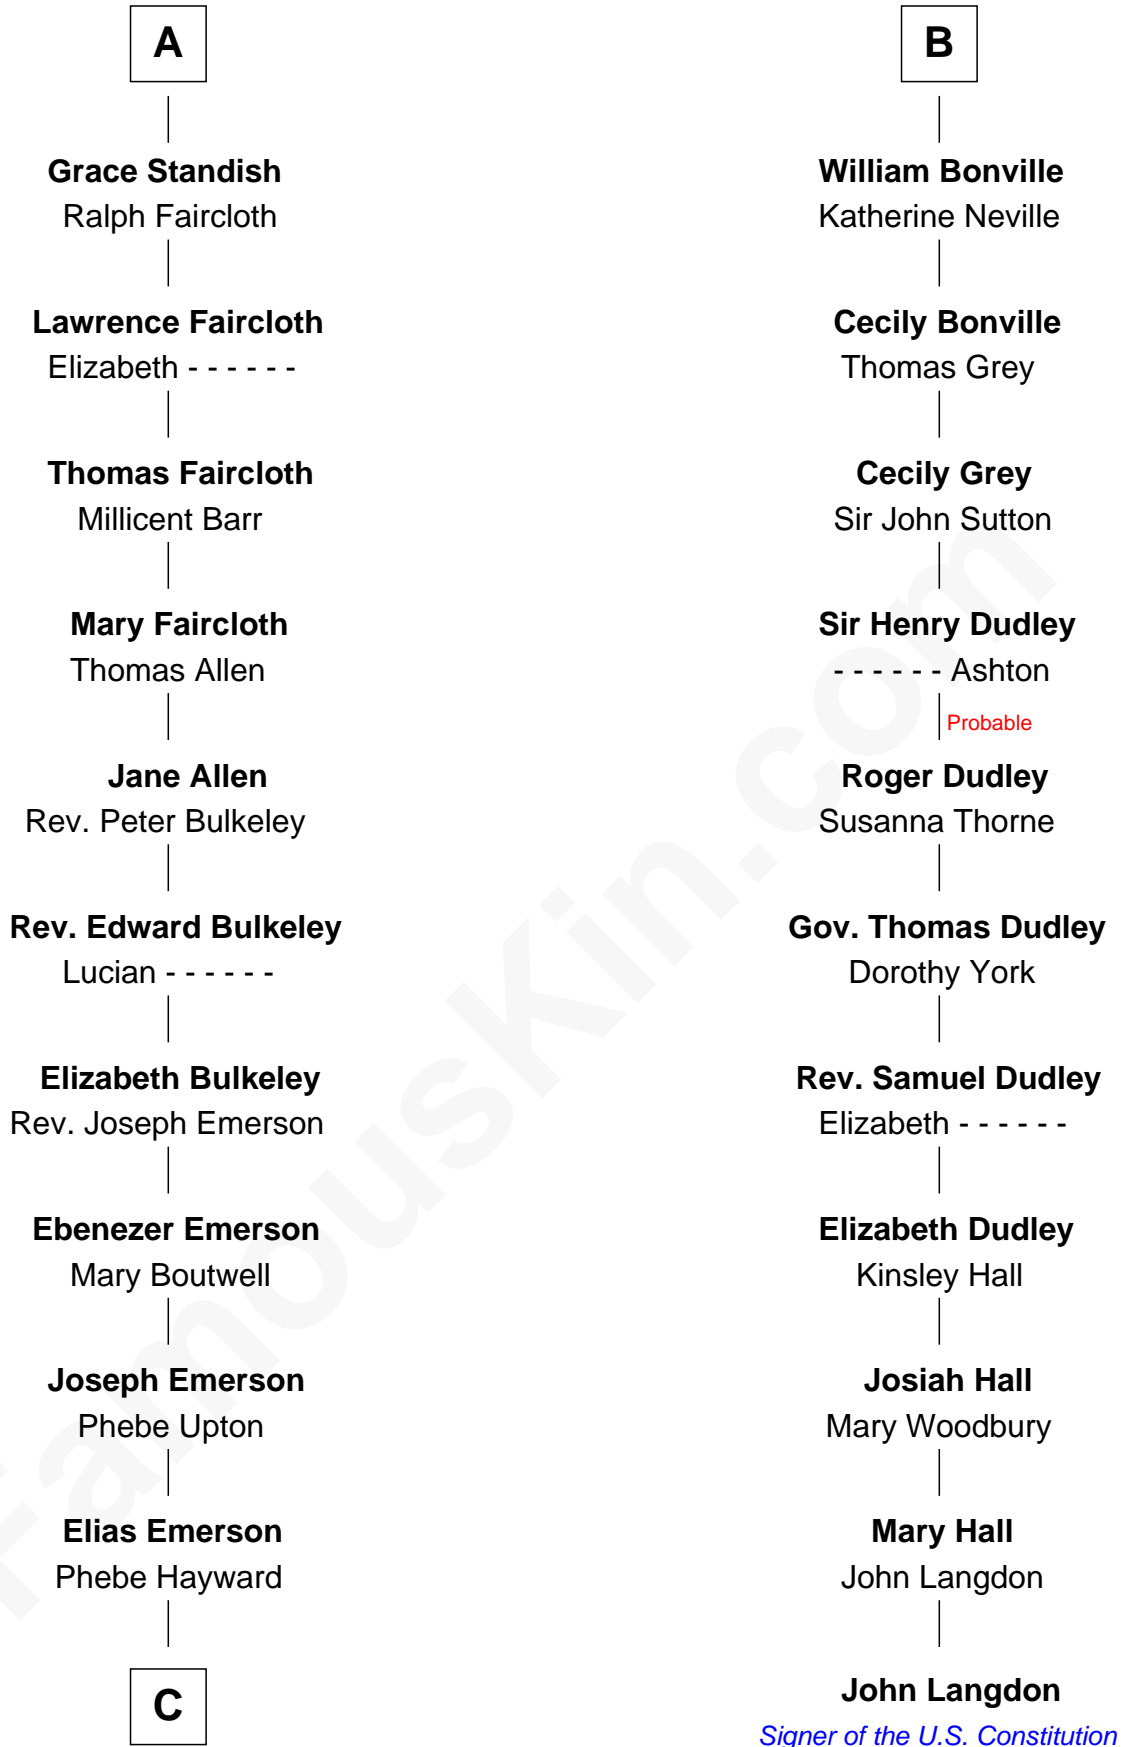 A
Grace Standish
Ralph Faircloth
Lawrence Faircloth
Elizabeth - - - - - -
Thomas Faircloth
Millicent Barr
Mary Faircloth
Thomas Allen
Jane Allen
Rev. Peter Bulkeley
Rev. Edward Bulkeley
Lucian - - - - - -
Elizabeth Bulkeley
Rev. Joseph Emerson
Ebenezer Emerson
Mary Boutwell
Joseph Emerson
Phebe Upton
Elias Emerson
Phebe Hayward
C
B
William Bonville
Katherine Neville
Cecily Bonville
Thomas Grey
Cecily Grey
Sir John Sutton
Sir Henry Dudley
- - - - - - Ashton
Probable
Roger Dudley
Susanna Thorne
Gov. Thomas Dudley
Dorothy York
Rev. Samuel Dudley
Elizabeth - - - - - -
Elizabeth Dudley
Kinsley Hall
Josiah Hall
Mary Woodbury
Mary Hall
John Langdon
John Langdon
Signer of the U.S. Constitution
FamousKin.com